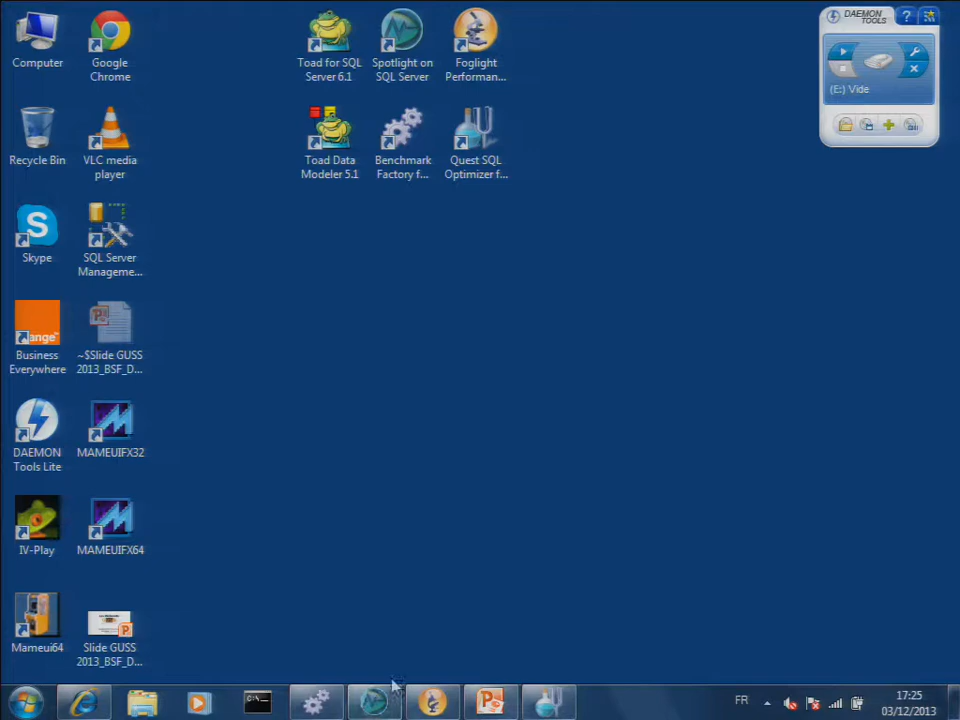 Computer
Google
Chrome
Toad for SQL
Server 6.1
Spotlight on
SQL Server
Foglight
Performan...
DAEMON
TOOLS
?
(E:) Vide
Recycle Bin
VLC media
player
Toad Data
Modeler 5.1
Benchmark
Factory f...
Quest SQL
Optimizer f...
S
Skype
SQL Server
Manageme...
ange™
Business
Everywhere
~$Slide GUSS
2013_BSF_D...
DAEMON
Tools Lite
MAMEUIFX32
IV-Play
MAMEUIFX64
Mameui64
Slide GUSS
2013_BSF_D...
C:\_
FR
17:25
03/12/2013